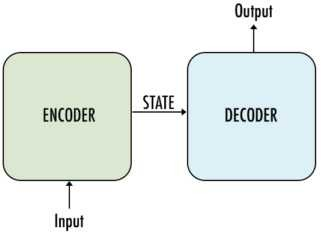 Output
ENCODER
STATE
DECODER
Input